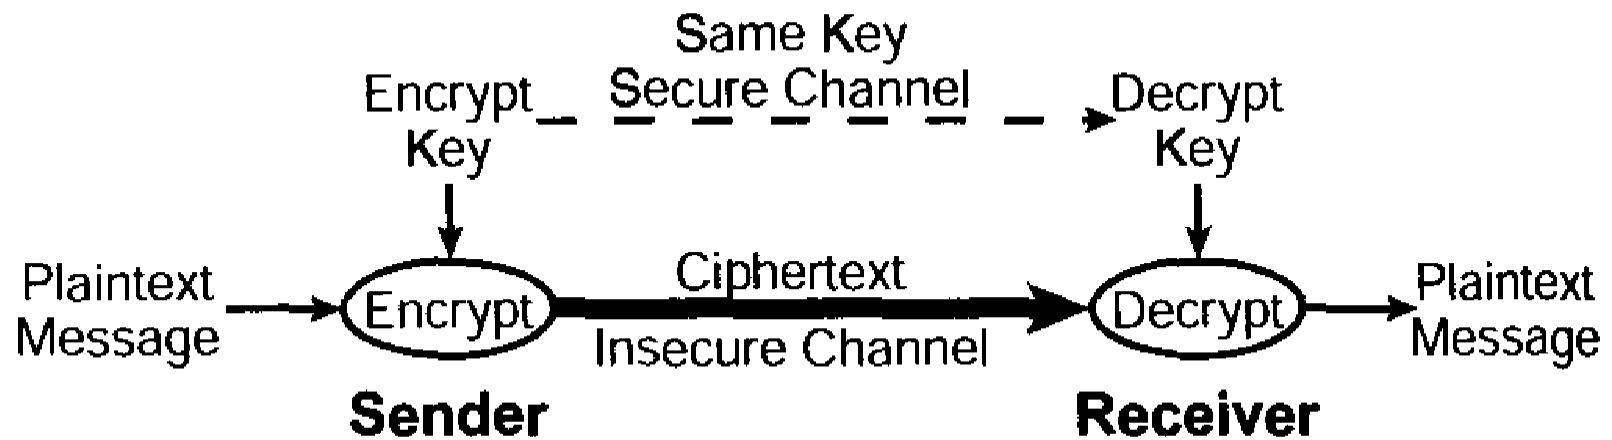 Same Key
Secure Channel
Encrypt
Key
Decrypt
Key
Plaintext
Message
Encrypt
Ciphertext
Insecure Channel
Decrypt
Plaintext
Message
Sender
Receiver